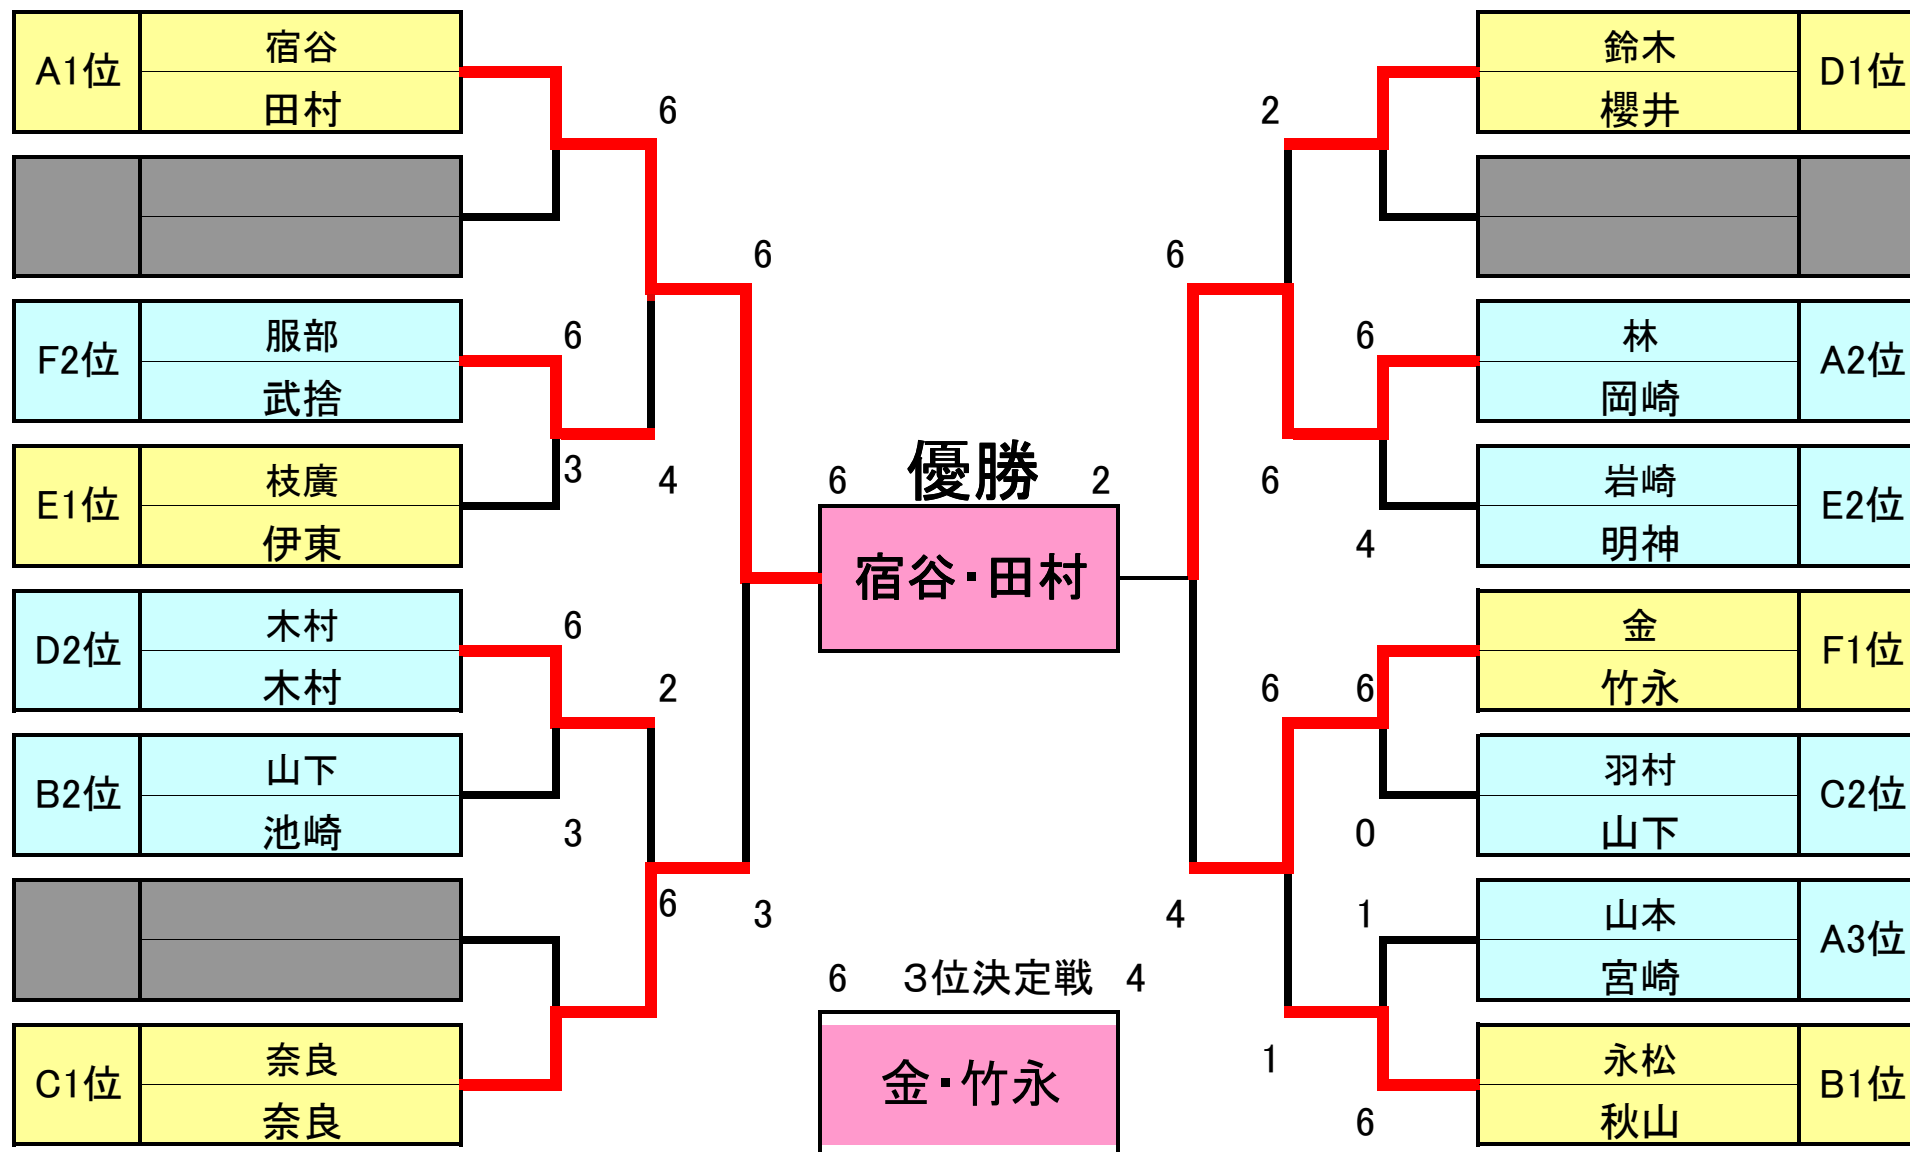 A1位
宿谷
田村
F2位
服部
武捨
E1位
枝廣
伊東
D2位
木村
木村
B2位
山下
池崎
C1位
奈良
奈良
6
6
6
3
4
6
2
3
6
3
優勝
6
2
宿谷・田村
6 3位決定戦 4
金・竹永
2
6
6
6
4
6
6
0
4
1
1
6
鈴木
櫻井
D1位
林
岡崎
A2位
岩崎
明神
E2位
金
竹永
F1位
羽村
山下
C2位
山本
宮崎
A3位
永松
秋山
B1位